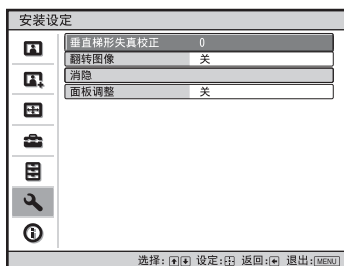 安装设定
垂直梯形失真校正 0
翻转图像 关
消隐
面板调整 关
选择: 设定: 返回: 退出: MENU